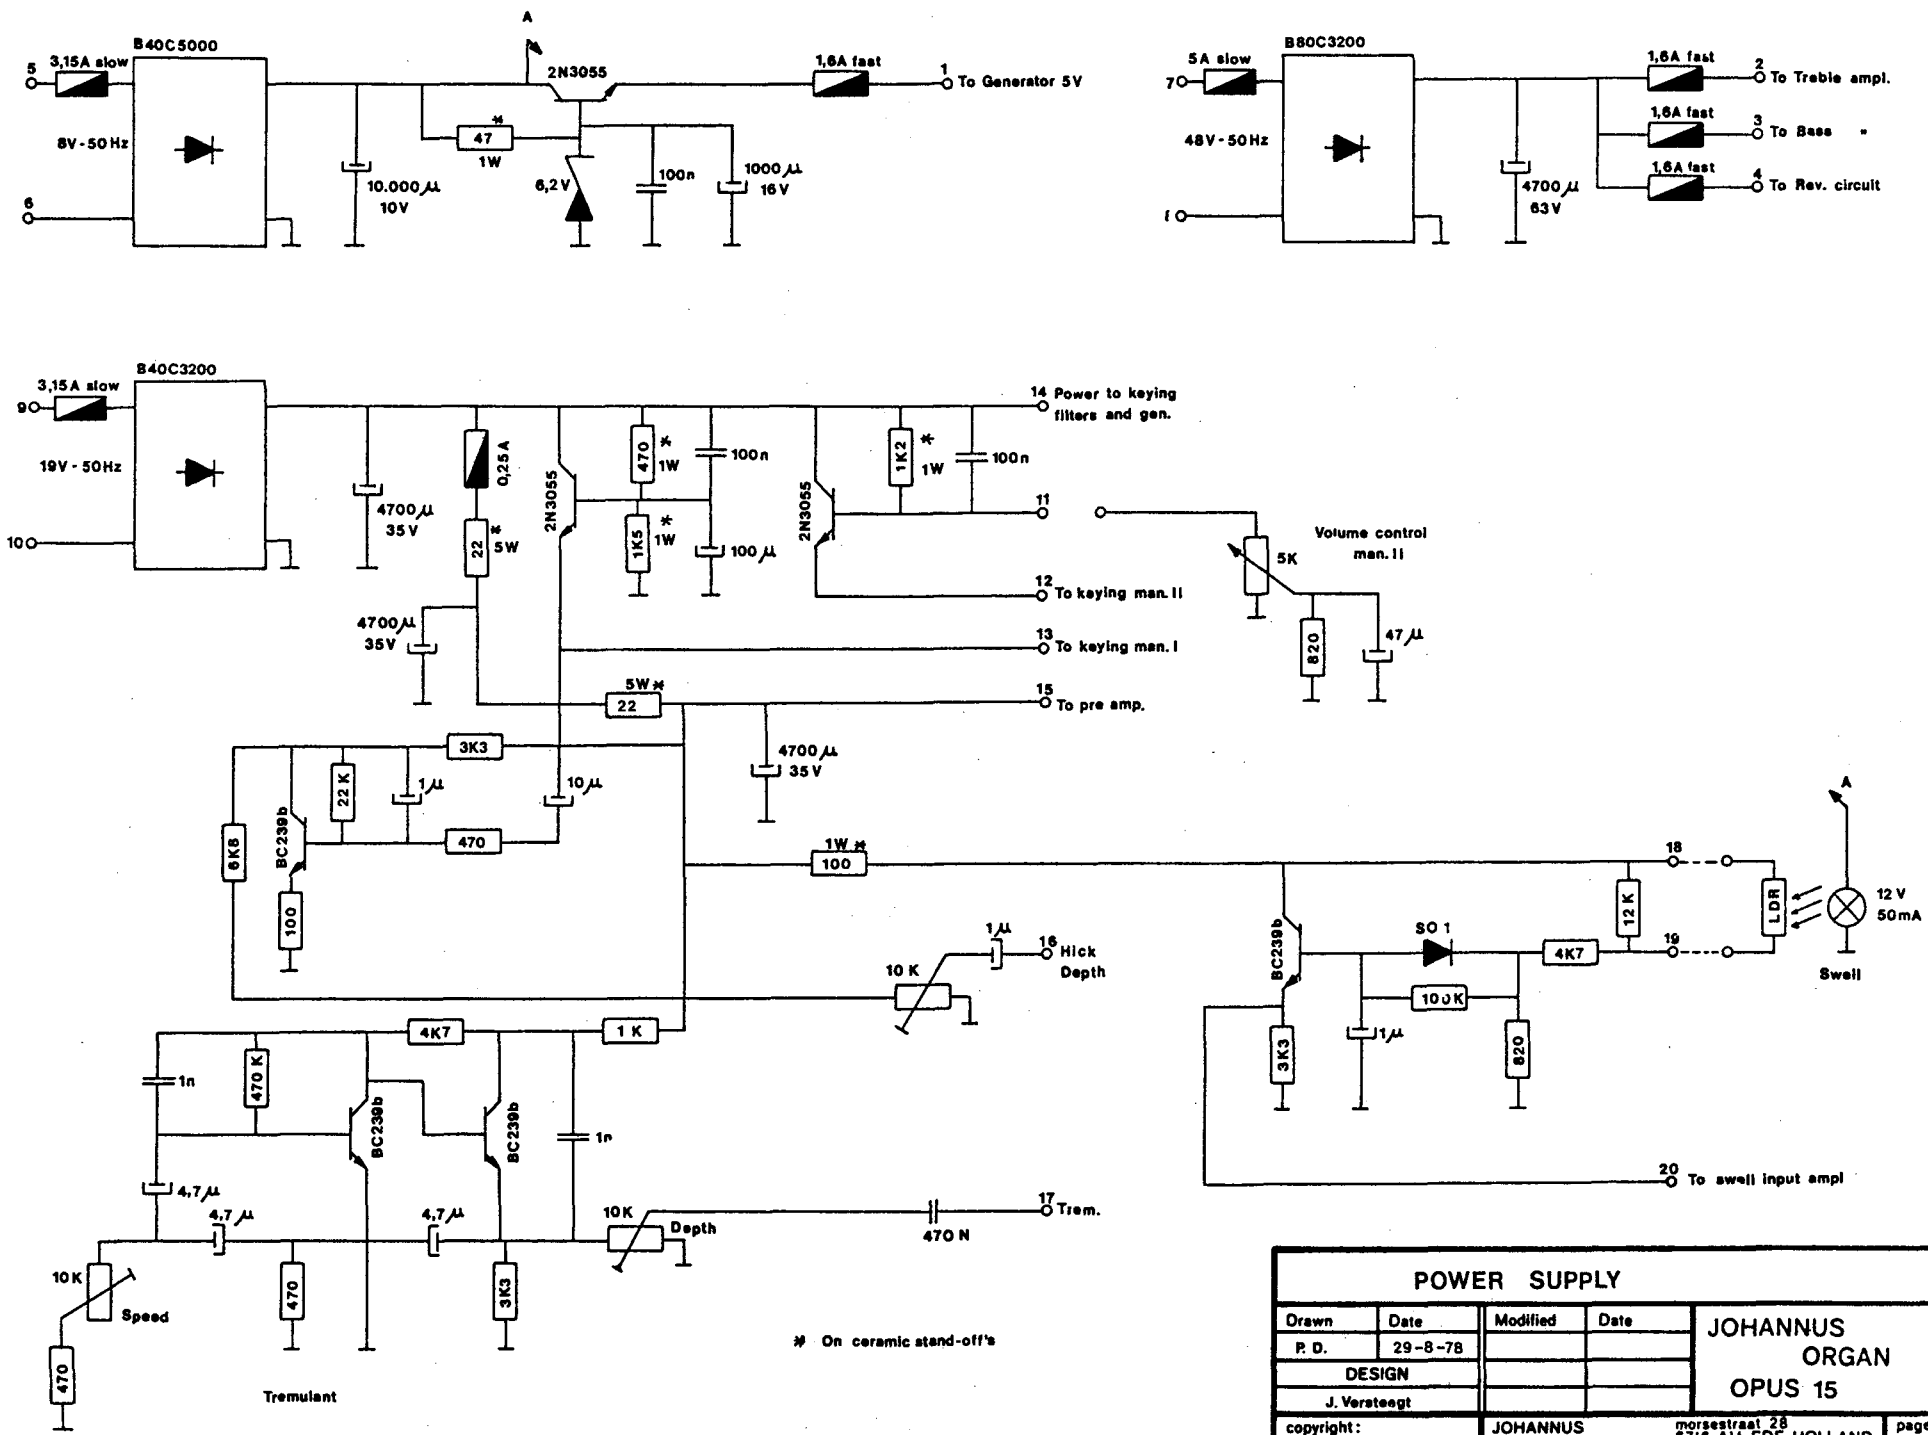 A
B40C5000
5
3,15A slow
8V-50Hz
6
10.000µ
10V
47
*
1W
2N3055
6,2V
100n
1000µ
16V
1,6A fast
1
To Generator 5V
B80C3200
7
5A slow
48V-50Hz
4700µ
63V
1,6A fast
2
To Treble ampl.
1,6A fast
3
To Bass "
1,6A fast
4
To Rev. circuit
B40C3200
9
3,15A slow
19V-50Hz
10
4700µ
35V
0,25A
22
*
5W
4700µ
35V
2N3055
470
*
1W
1K5
*
1W
100n
100µ
2N3055
1K2
*
1W
100n
14
Power to keying
filters and gen.
11
12
To keying man. II
13
To keying man. I
15
To pre amp.
Volume control
man. II
5K
820
47µ
5W*
22
4700µ
35V
3K3
22K
1µ
10µ
470
6K8
BC239b
100
1W*
100
18
12K
LDR
A
12V
50mA
Swell
19
BC239b
SO 1
4K7
100K
3K3
1µ
820
20
To swell input ampl
10K
1µ
16
Hick
Depth
4K7
1K
1n
470K
BC239b
BC239b
1n
4,7µ
4,7µ
4,7µ
10K
Depth
470N
17
Trem.
10K
Speed
470
470
3K3
Tremulant
* On ceramic stand-off's
POWER SUPPLY
Drawn
Date
Modified
Date
P.D.
29-8-78
DESIGN
J. Versteegt
JOHANNUS
ORGAN
OPUS 15
copyright:
JOHANNUS
morsestraat 28
page